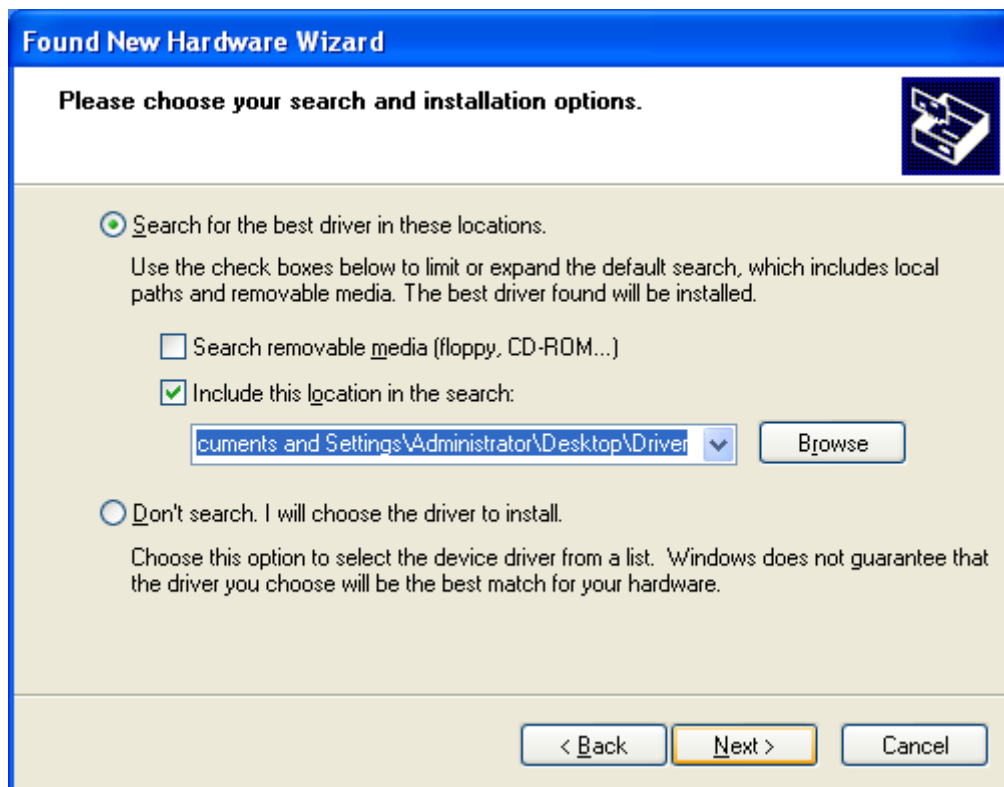 Found New Hardware Wizard
Please choose your search and installation options.
Search for the best driver in these locations.
Use the check boxes below to limit or expand the default search, which includes local
paths and removable media. The best driver found will be installed.
Search removable media (floppy, CD-ROM...)
Include this location in the search:
cuments and Settings\Administrator\Desktop\Driver
Browse
Don't search. I will choose the driver to install.
Choose this option to select the device driver from a list. Windows does not guarantee that
the driver you choose will be the best match for your hardware.
< Back
Next >
Cancel